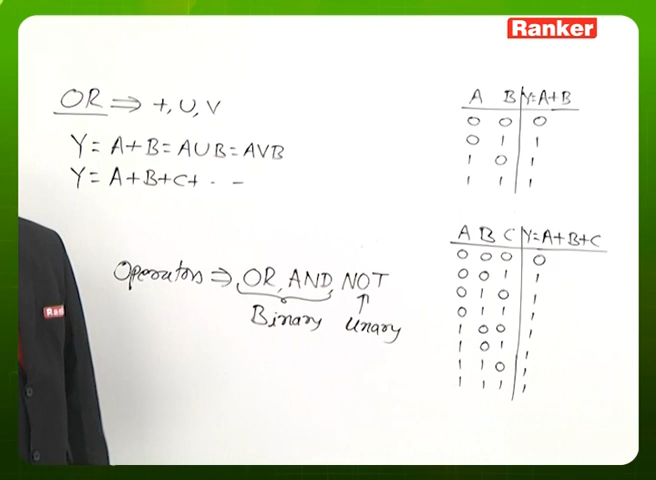 Ranker
OR ⇒ +, U, V
Y = A+B = AUB = AVB
Y = A+B+C+ . - -
A B Y=A+B
0 0 0
0 1 1
1 0 1
1 1 1
Operators ⇒ OR, AND, NOT
Binary Unary
A B C Y=A+B+C
0 0 0 0
0 0 1 1
0 1 0 1
0 1 1 1
1 0 0 1
1 0 1 1
1 1 0 1
1 1 1 1